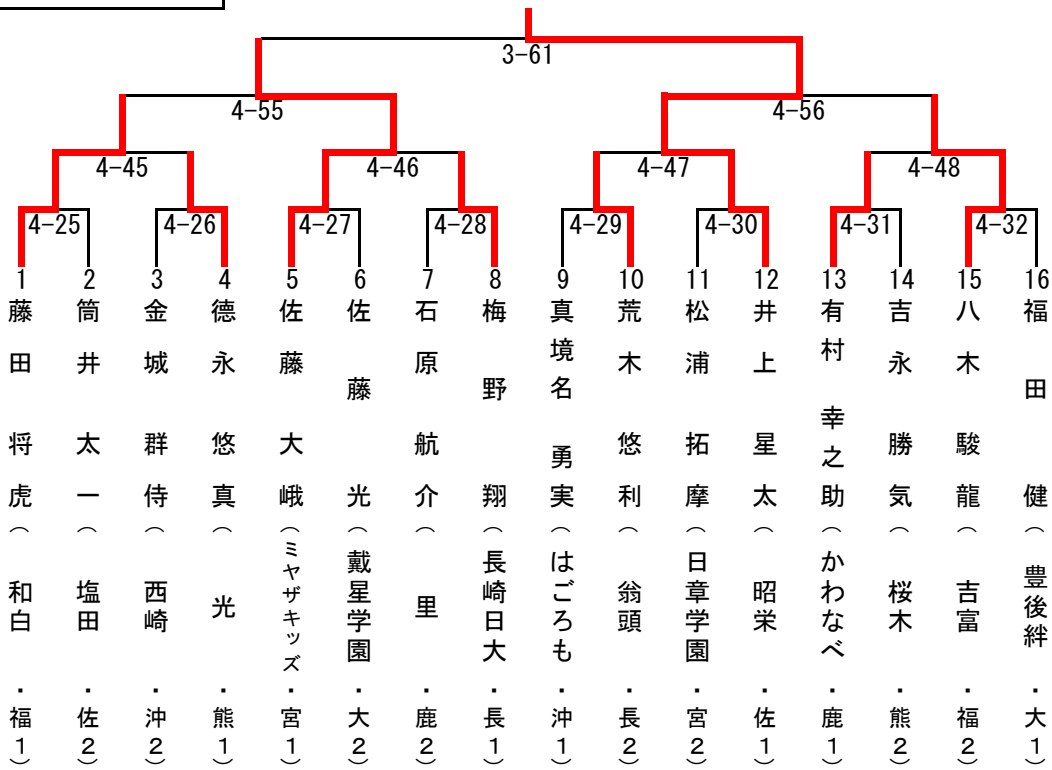 3-61
4-55
4-56
4-45
4-46
4-47
4-48
4-25
4-26
4-27
4-28
4-29
4-30
4-31
4-32
1 藤田 将虎(和白・福1)
2 筒井 太一(塩田・佐2)
3 金城 群侍(西崎・沖2)
4 德永 悠真(光・熊1)
5 佐藤 大峨(ミヤザキッズ・宮1)
6 佐藤 光(戴星学園・大2)
7 石原 航介(里・鹿2)
8 梅野 翔(長崎日大・長1)
9 真境名 勇実(はごろも・沖1)
10 荒木 悠利(翁頭・長2)
11 松浦 拓摩(日章学園・宮2)
12 井上 星太(昭栄・佐1)
13 有村 幸之助(かわなべ・鹿1)
14 吉永 勝気(桜木・熊2)
15 八木 駿龍(吉富・福2)
16 福田 健(豊後絆・大1)